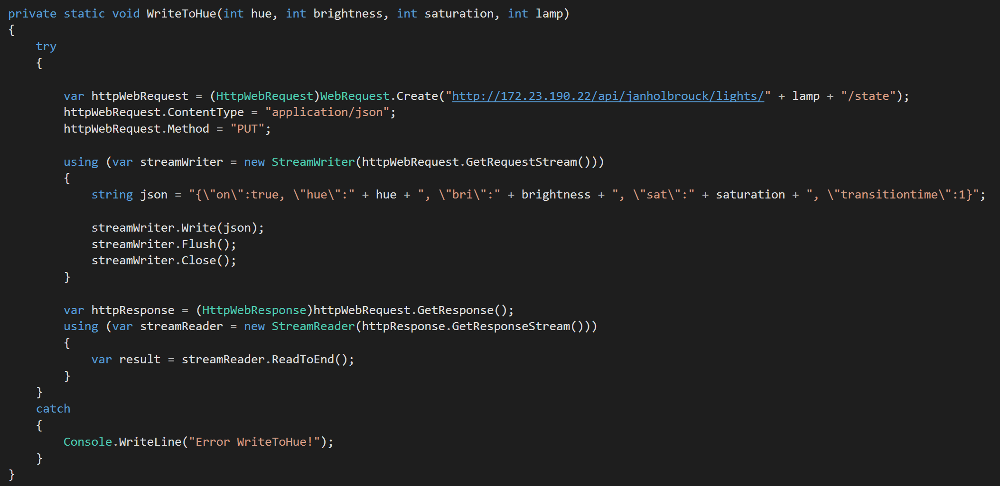 private static void WriteToHue(int hue, int brightness, int saturation, int lamp)
{
try
{
var httpWebRequest = (HttpWebRequest)WebRequest.Create("http://172.23.190.22/api/janholbrouck/lights/" + lamp + "/state");
httpWebRequest.ContentType = "application/json";
httpWebRequest.Method = "PUT";
using (var streamWriter = new StreamWriter(httpWebRequest.GetRequestStream()))
{
string json = "{\"on\":true, \"hue\":" + hue + ", \"bri\":" + brightness + ", \"sat\":" + saturation + ", \"transitiontime\":1}";
streamWriter.Write(json);
streamWriter.Flush();
streamWriter.Close();
}
var httpResponse = (HttpWebResponse)httpWebRequest.GetResponse();
using (var streamReader = new StreamReader(httpResponse.GetResponseStream()))
{
var result = streamReader.ReadToEnd();
}
}
catch
{
Console.WriteLine("Error WriteToHue!");
}
}